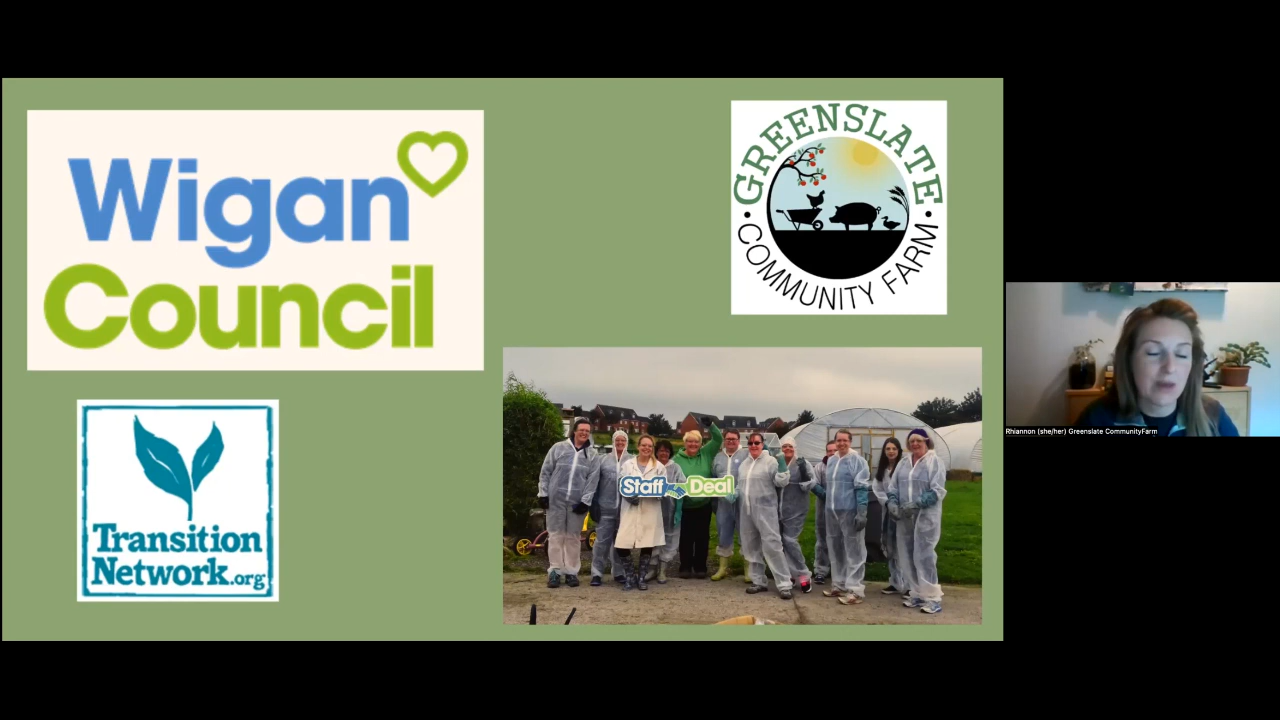 Wigan
Council
GREENSLATE
COMMUNITY FARM
Transition
Network.org
Staff Deal
Rhiannon (she/her) Greenslate CommunityFarm